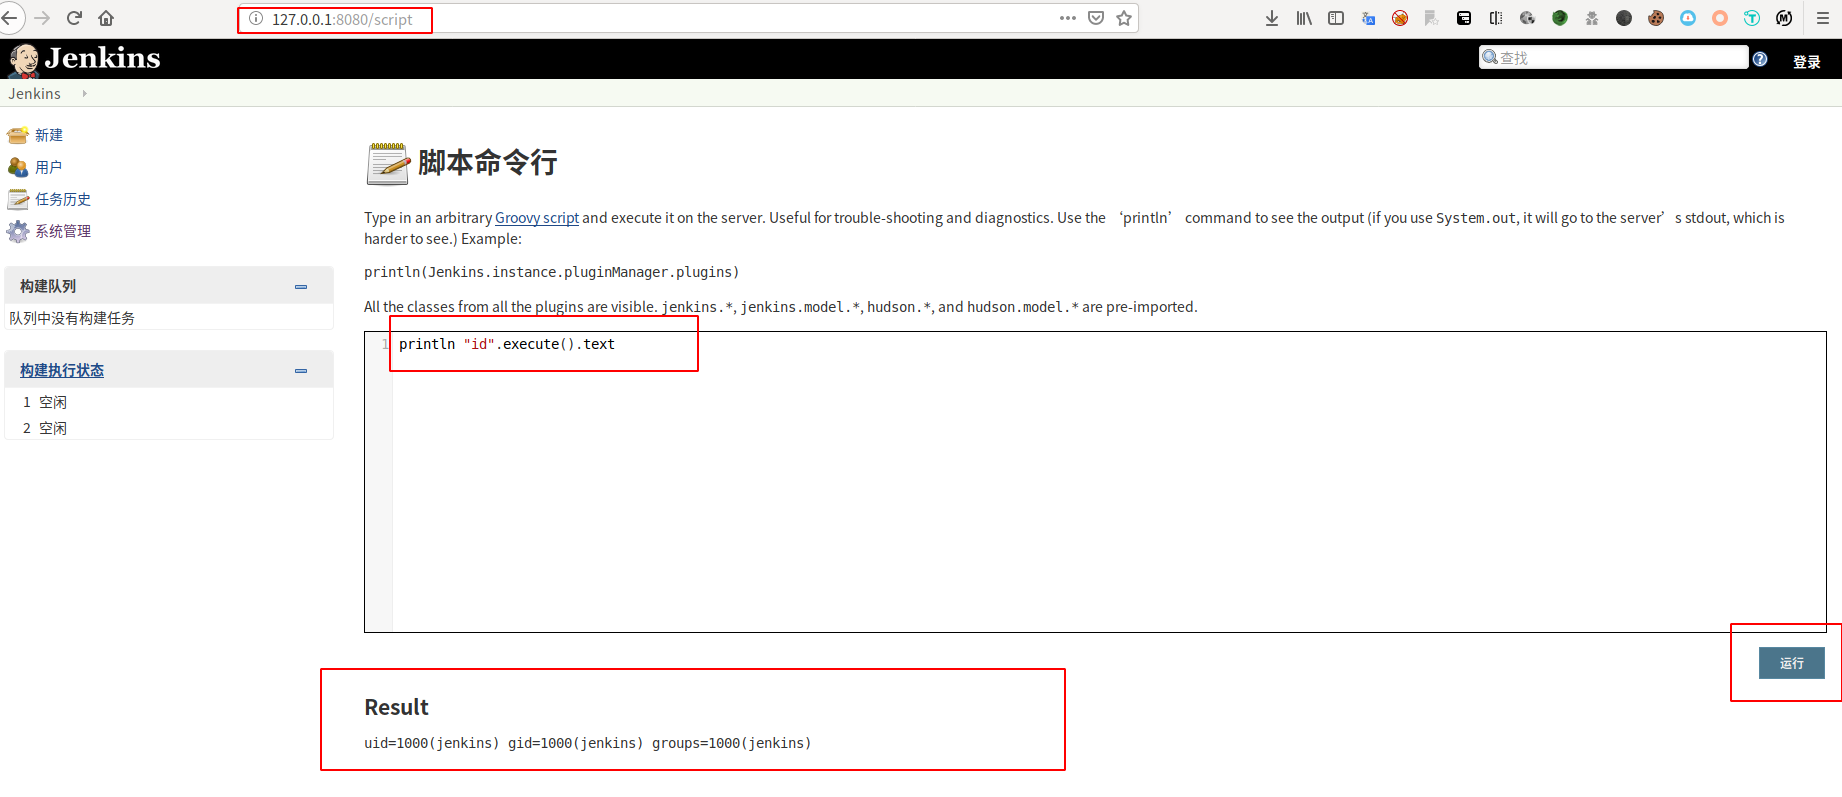 127.0.0.1:8080/script
Jenkins
查找
登录
Jenkins
新建
用户
任务历史
系统管理
构建队列
队列中没有构建任务
构建执行状态
1 空闲
2 空闲
脚本命令行
Type in an arbitrary Groovy script and execute it on the server. Useful for trouble-shooting and diagnostics. Use the ‘println’ command to see the output (if you use System.out, it will go to the server’s stdout, which is
harder to see.) Example:
println(Jenkins.instance.pluginManager.plugins)
All the classes from all the plugins are visible. jenkins.*, jenkins.model.*, hudson.*, and hudson.model.* are pre-imported.
1 println "id".execute().text
运行
Result
uid=1000(jenkins) gid=1000(jenkins) groups=1000(jenkins)